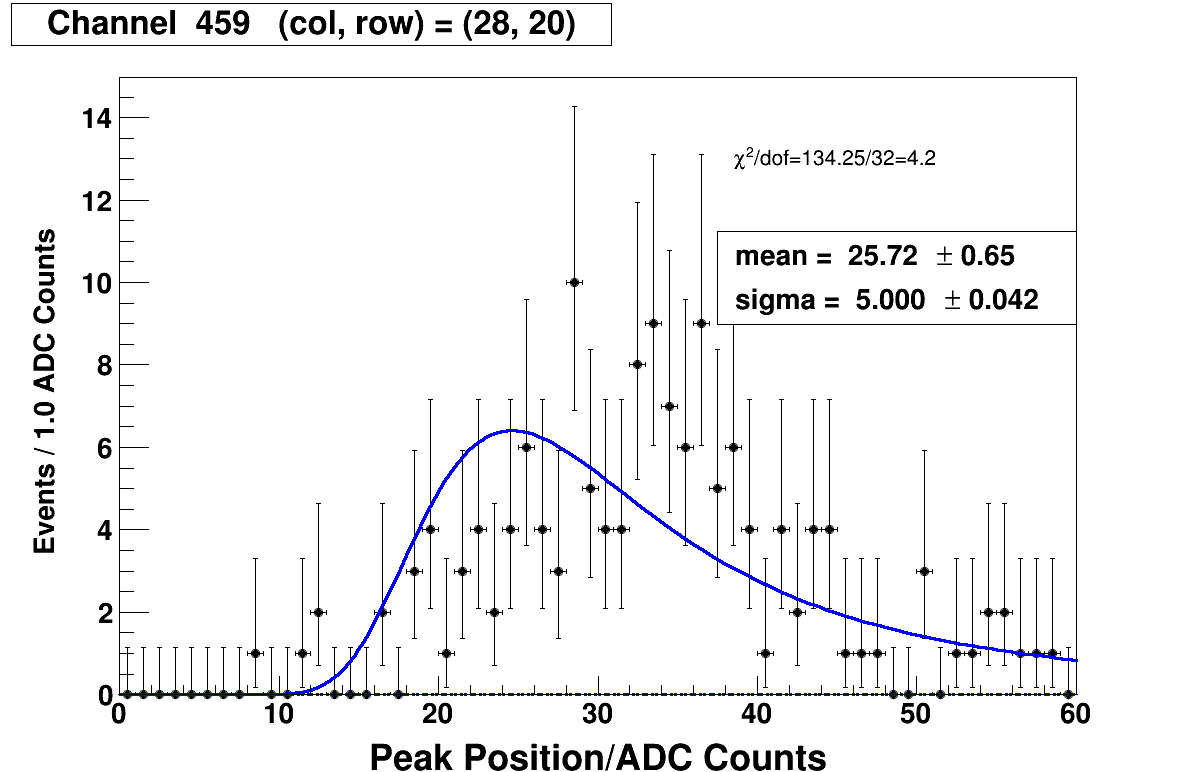 Channel 459 (col, row) = (28, 20)
χ²/dof=134.25/32=4.2
mean = 25.72 ± 0.65
sigma = 5.000 ± 0.042
Events / 1.0 ADC Counts
14
12
10
8
6
4
2
0
0 10 20 30 40 50 60
Peak Position/ADC Counts